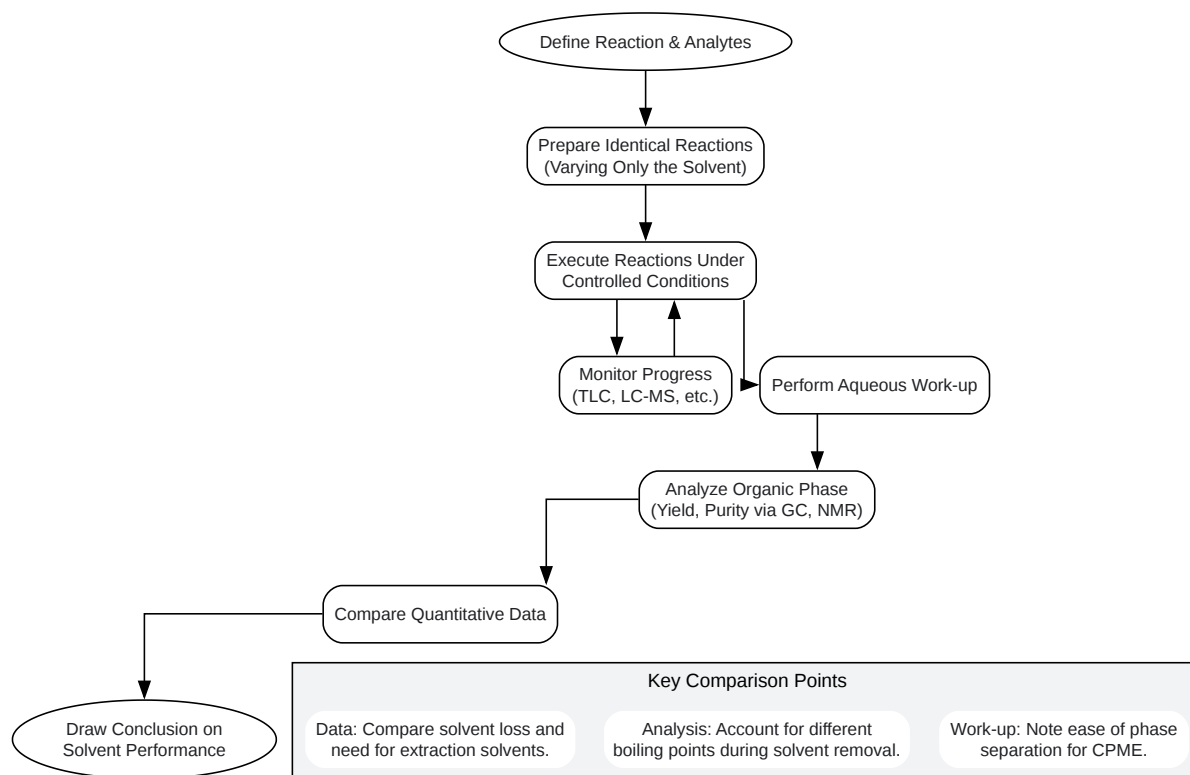 Define Reaction & Analytes
Prepare Identical Reactions
(Varying Only the Solvent)
Execute Reactions Under
Controlled Conditions
Monitor Progress
(TLC, LC-MS, etc.)
Perform Aqueous Work-up
Analyze Organic Phase
(Yield, Purity via GC, NMR)
Compare Quantitative Data
Draw Conclusion on
Solvent Performance
Key Comparison Points
Data: Compare solvent loss and
need for extraction solvents.
Analysis: Account for different
boiling points during solvent removal.
Work-up: Note ease of phase
separation for CPME.